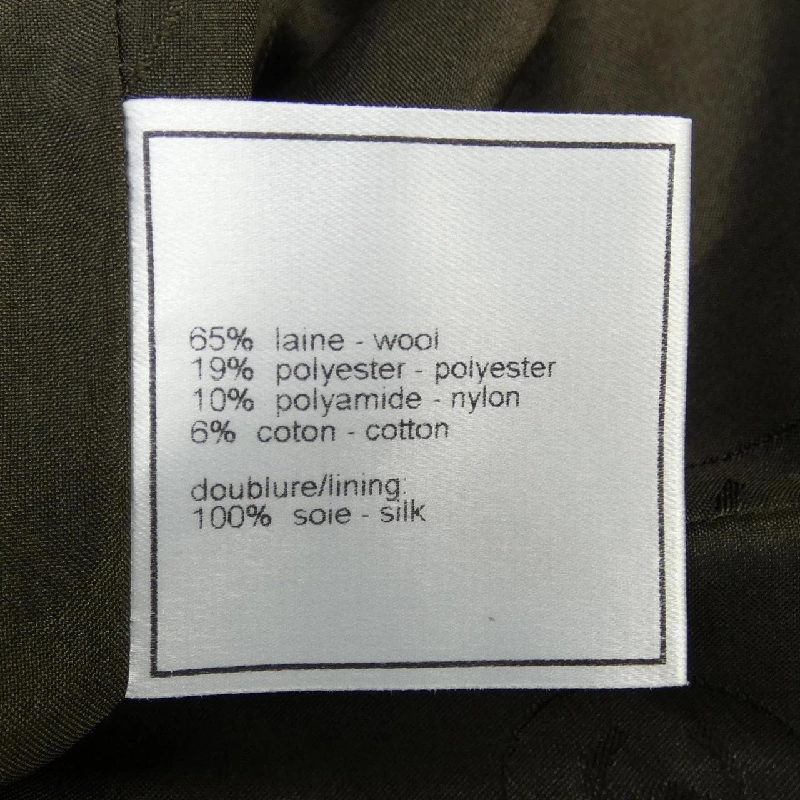 65% laine - wool
19% polyester - polyester
10% polyamide - nylon
6% coton - cotton
doublure/lining:
100% soie - silk